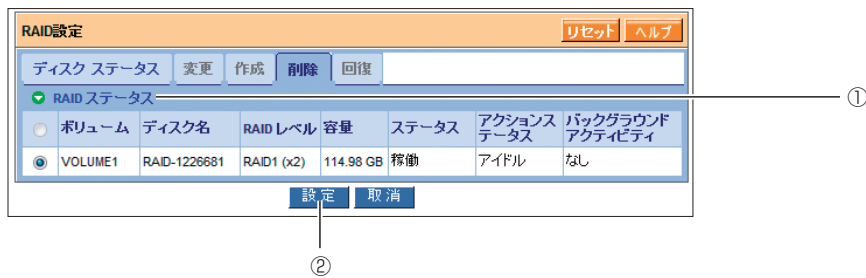 RAID設定 リセット ヘルプ
ディスク ステータス 変更 作成 削除 回復
RAID ステータス ①
ボリューム ディスク名 RAID レベル 容量 ステータス アクションステータス バックグラウンドアクティビティ
VOLUME1 RAID-1226681 RAID1 (x2) 114.98 GB 稼働 アイドル なし
設定 取消
②